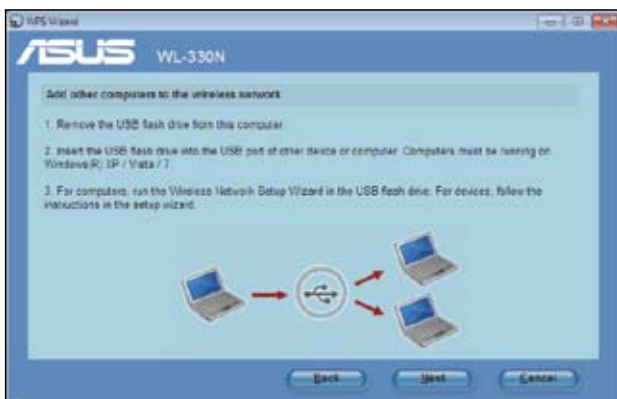 WPS Wizard
ASUS WL-330N
Add other computers to the wireless network
1. Remove the USB flash drive from this computer
2. Insert the USB flash drive into the USB port of other device or computer. Computers must be running on
Windows(R) XP / Vista / 7.
3. For computers, run the Wireless Network Setup Wizard in the USB flash drive. For devices, follow the
instructions in the setup wizard.
Back Next Cancel